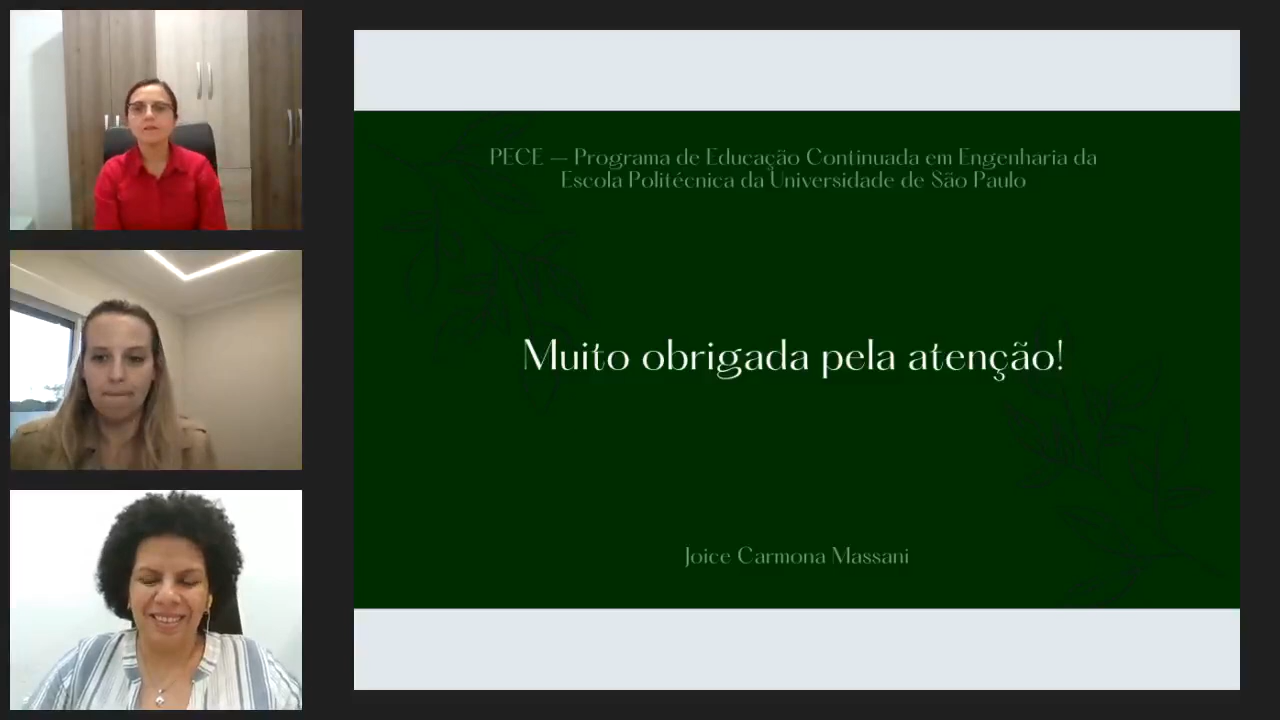 PECE — Programa de Educação Continuada em Engenharia da
Escola Politécnica da Universidade de São Paulo
Muito obrigada pela atenção!
Joice Carmona Massani